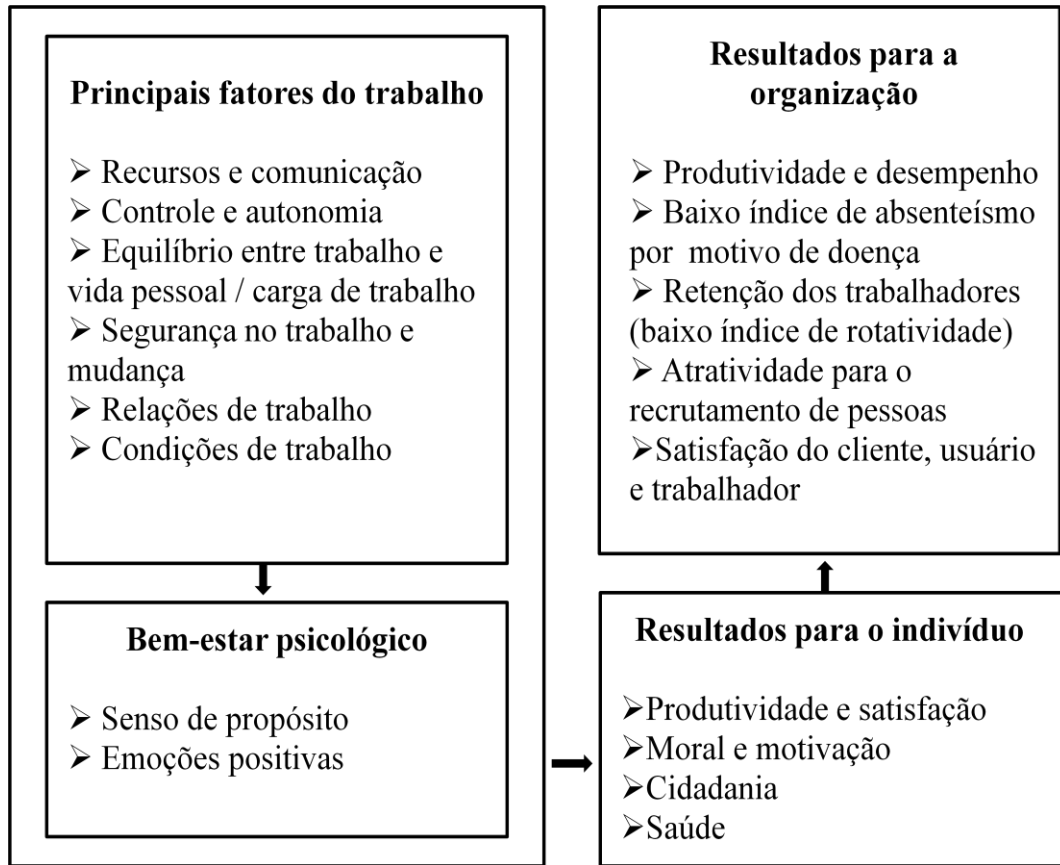 Principais fatores do trabalho
➢ Recursos e comunicação
➢ Controle e autonomia
➢ Equilíbrio entre trabalho e
vida pessoal / carga de trabalho
➢ Segurança no trabalho e
mudança
➢ Relações de trabalho
➢ Condições de trabalho
Bem-estar psicológico
➢ Senso de propósito
➢ Emoções positivas
Resultados para a
organização
➢ Produtividade e desempenho
➢ Baixo índice de absenteísmo
por motivo de doença
➢ Retenção dos trabalhadores
(baixo índice de rotatividade)
➢ Atratividade para o
recrutamento de pessoas
➢Satisfação do cliente, usuário
e trabalhador
Resultados para o indivíduo
➢Produtividade e satisfação
➢Moral e motivação
➢Cidadania
➢Saúde